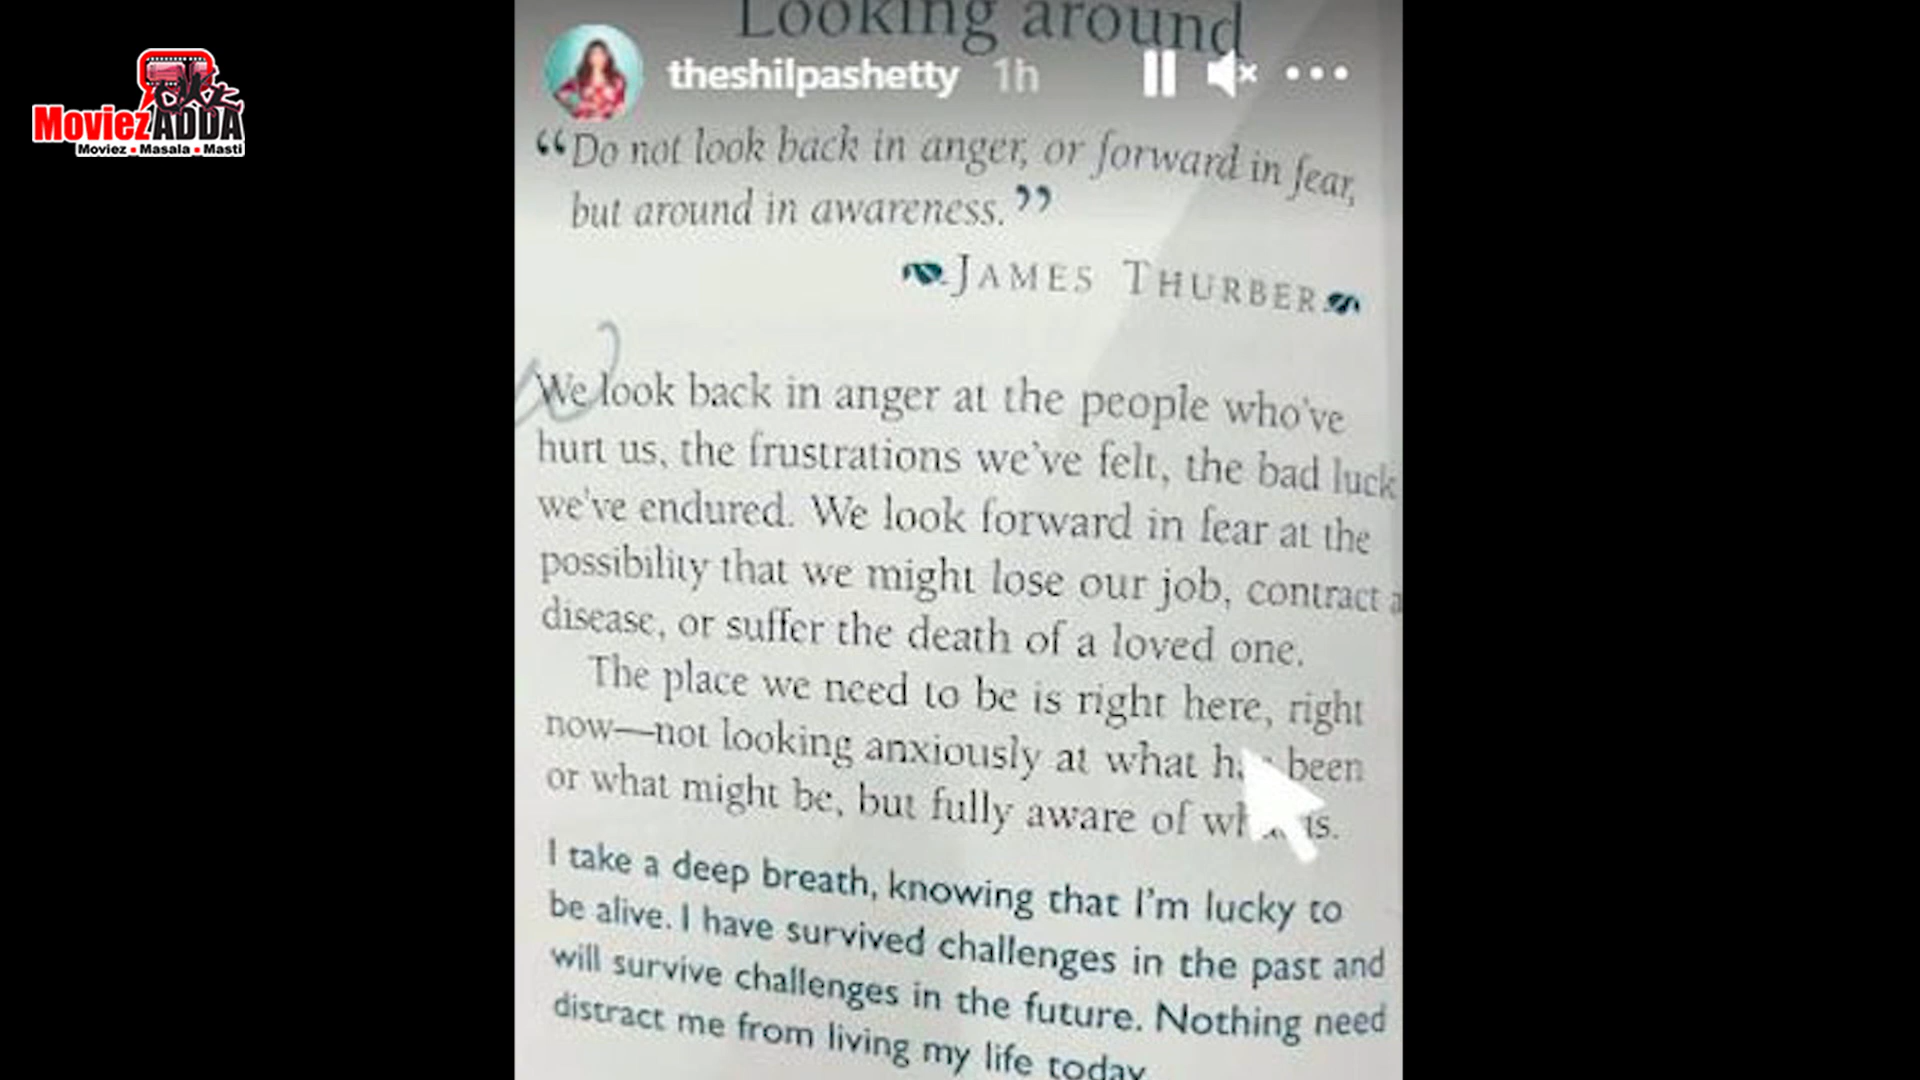 Looking around
theshilpashetty 1h
MoviezADDA
Moviez • Masala • Masti
“Do not look back in anger, or forward in fear,
but around in awareness.”
JAMES THURBER
We look back in anger at the people who've
hurt us, the frustrations we've felt, the bad luck
we've endured. We look forward in fear at the
possibility that we might lose our job, contract a
disease, or suffer the death of a loved one.
The place we need to be is right here, right
now—not looking anxiously at what has been
or what might be, but fully aware of what is.
I take a deep breath, knowing that I'm lucky to
be alive. I have survived challenges in the past and
will survive challenges in the future. Nothing need
distract me from living my life today.